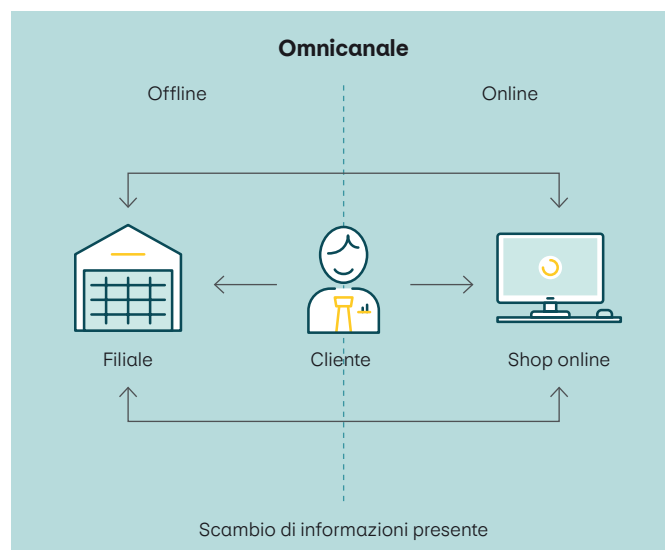 Omnicanale
Offline
Online
Filiale
Cliente
Shop online
Scambio di informazioni presente